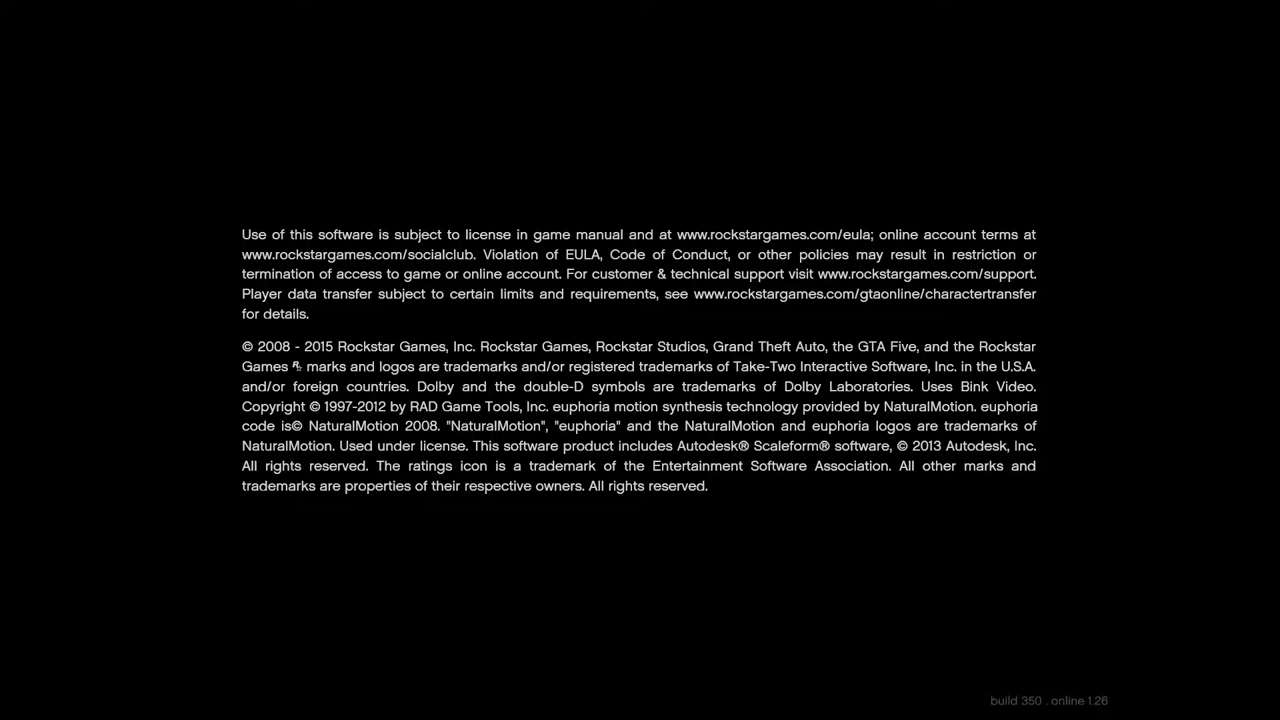 Use of this software is subject to license in game manual and at www.rockstargames.com/eula; online account terms at
www.rockstargames.com/socialclub. Violation of EULA, Code of Conduct, or other policies may result in restriction or
termination of access to game or online account. For customer & technical support visit www.rockstargames.com/support.
Player data transfer subject to certain limits and requirements, see www.rockstargames.com/gtaonline/charactertransfer
for details.
© 2008 - 2015 Rockstar Games, Inc. Rockstar Games, Rockstar Studios, Grand Theft Auto, the GTA Five, and the Rockstar
Games R* marks and logos are trademarks and/or registered trademarks of Take-Two Interactive Software, Inc. in the U.S.A.
and/or foreign countries. Dolby and the double-D symbols are trademarks of Dolby Laboratories. Uses Bink Video.
Copyright © 1997-2012 by RAD Game Tools, Inc. euphoria motion synthesis technology provided by NaturalMotion. euphoria
code is© NaturalMotion 2008. "NaturalMotion", "euphoria" and the NaturalMotion and euphoria logos are trademarks of
NaturalMotion. Used under license. This software product includes Autodesk® Scaleform® software, © 2013 Autodesk, Inc.
All rights reserved. The ratings icon is a trademark of the Entertainment Software Association. All other marks and
trademarks are properties of their respective owners. All rights reserved.
build 350 . online 1.26